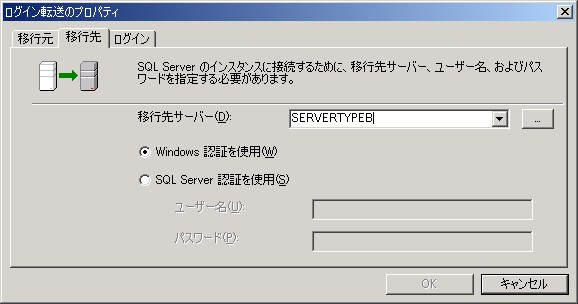 ログイン転送のプロパティ
移行元 移行先 ログイン
SQL Server のインスタンスに接続するために、移行先サーバー、ユーザー名、およびパス
ワードを指定する必要があります。
移行先サーバー(D): SERVERTYPEB ...
Windows 認証を使用(W)
SQL Server 認証を使用(S)
ユーザー名(U):
パスワード(P):
OK キャンセル